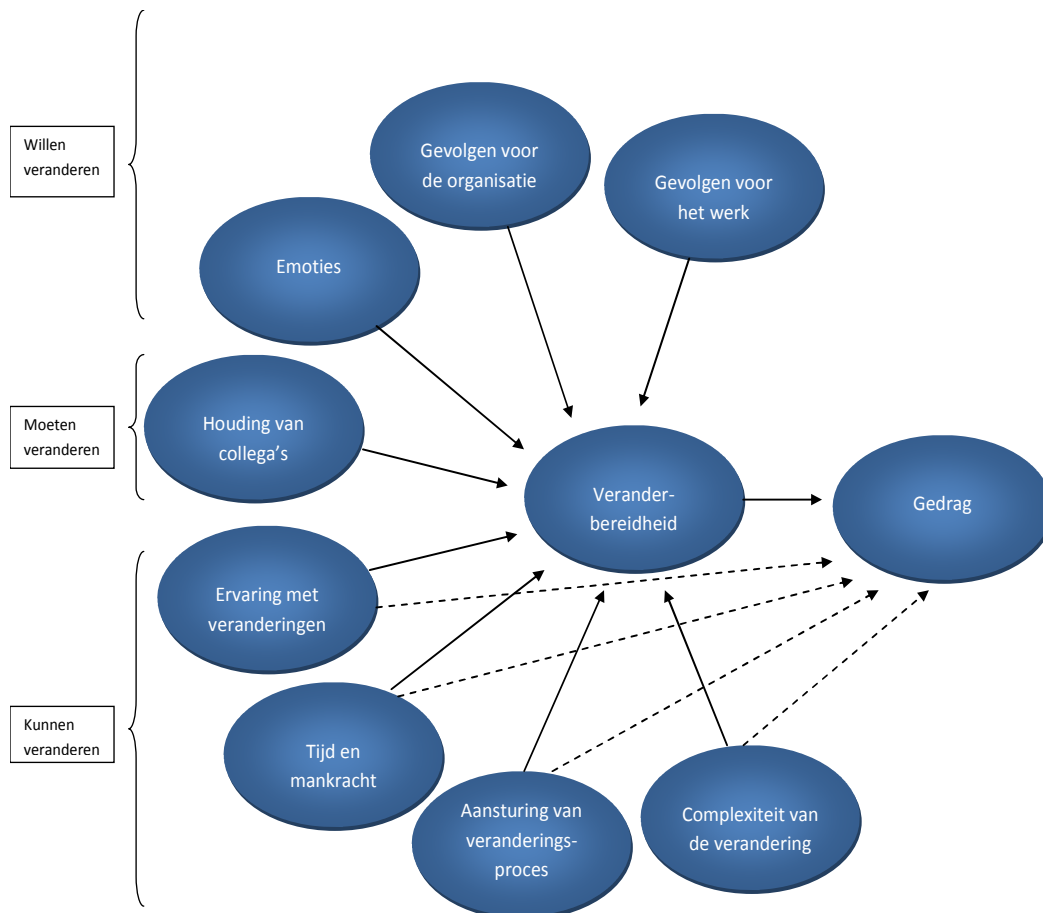 Willen
veranderen
Gevolgen voor
de organisatie
Gevolgen voor
het werk
Emoties
Moeten
veranderen
Houding van
collega's
Verander-
bereidheid
Gedrag
Ervaring met
veranderingen
Kunnen
veranderen
Tijd en
mankracht
Aansturing van
veranderings-
proces
Complexiteit van
de verandering